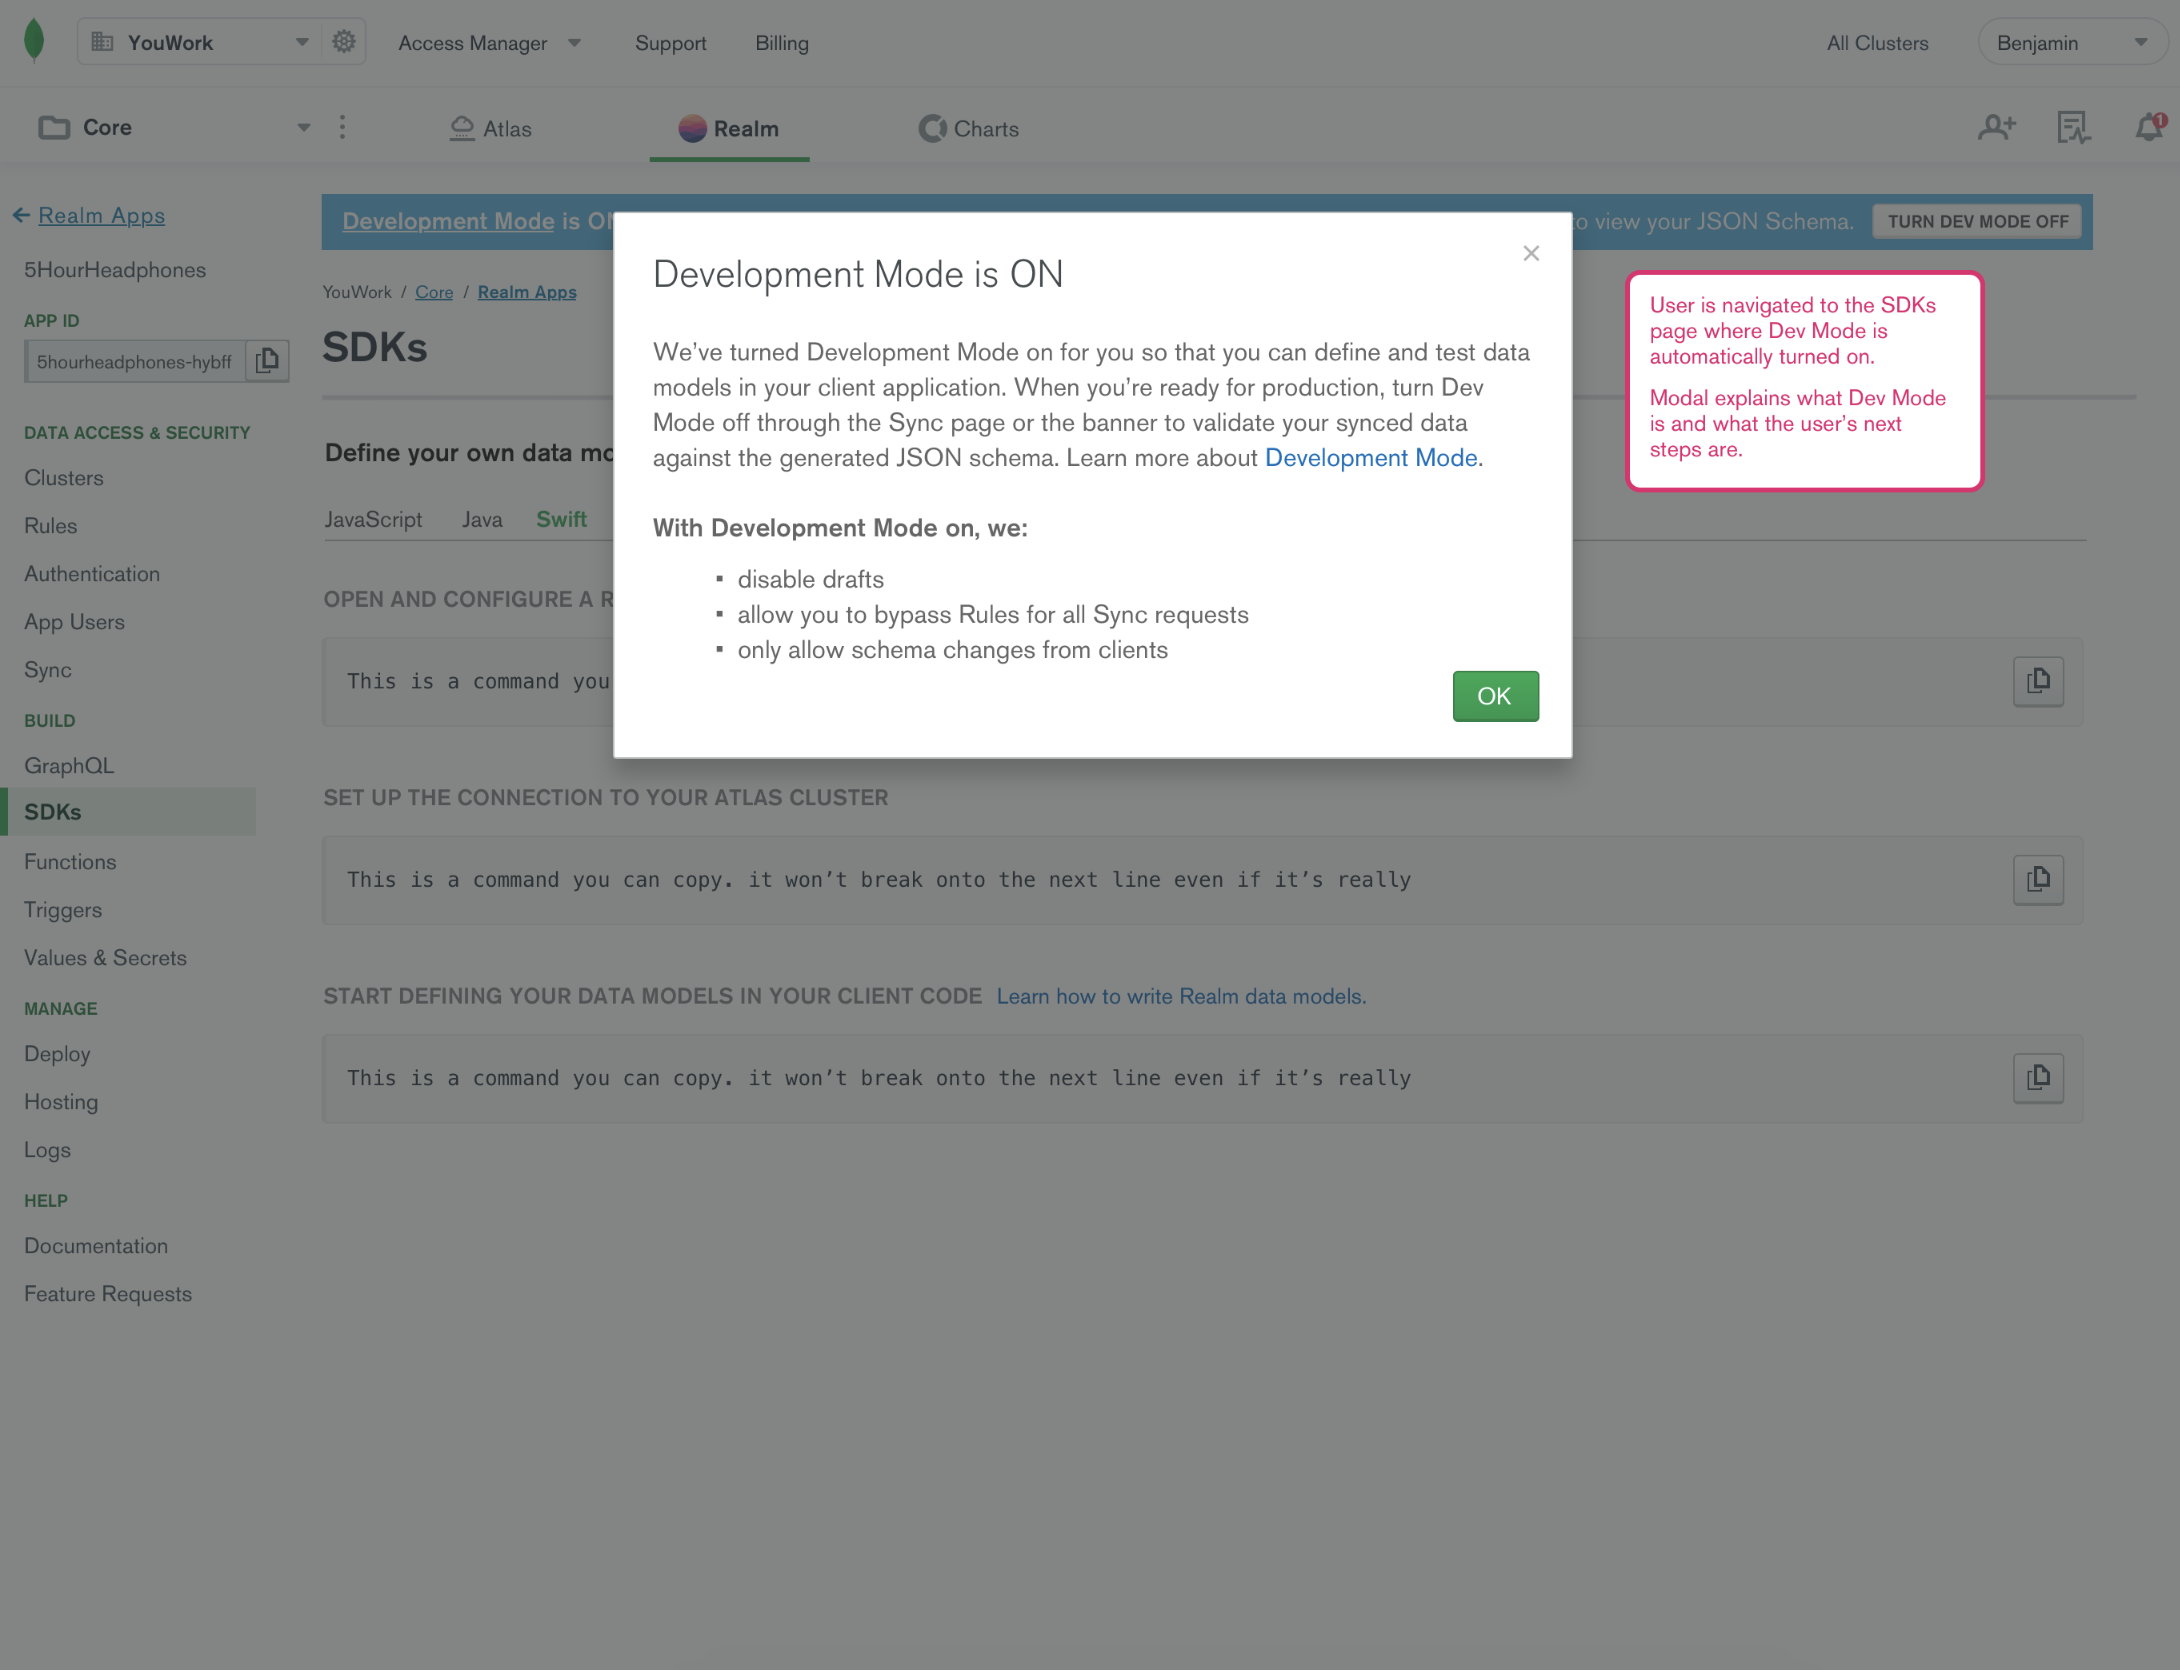 YouWork
Access Manager
Support
Billing
All Clusters
Benjamin
Core
Atlas
Realm
Charts
1
Realm Apps
5HourHeadphones
APP ID
5hourheadphones-hybff
DATA ACCESS & SECURITY
Clusters
Rules
Authentication
App Users
Sync
BUILD
GraphQL
SDKs
Functions
Triggers
Values & Secrets
MANAGE
Deploy
Hosting
Logs
HELP
Documentation
Feature Requests
Development Mode is
to view your JSON Schema.
TURN DEV MODE OFF
YouWork / Core / Realm Apps
SDKs
Define your own data
JavaScript
Java
Swift
OPEN AND CONFIGURE A
This is a command you
SET UP THE CONNECTION TO YOUR ATLAS CLUSTER
This is a command you can copy. it won’t break onto the next line even if it’s really
START DEFINING YOUR DATA MODELS IN YOUR CLIENT CODE Learn how to write Realm data models.
This is a command you can copy. it won’t break onto the next line even if it’s really
Development Mode is ON
We’ve turned Development Mode on for you so that you can define and test data
models in your client application. When you’re ready for production, turn Dev
Mode off through the Sync page or the banner to validate your synced data
against the generated JSON schema. Learn more about Development Mode.
With Development Mode on, we:
▪ disable drafts
▪ allow you to bypass Rules for all Sync requests
▪ only allow schema changes from clients
OK
User is navigated to the SDKs
page where Dev Mode is
automatically turned on.
Modal explains what Dev Mode
is and what the user’s next
steps are.